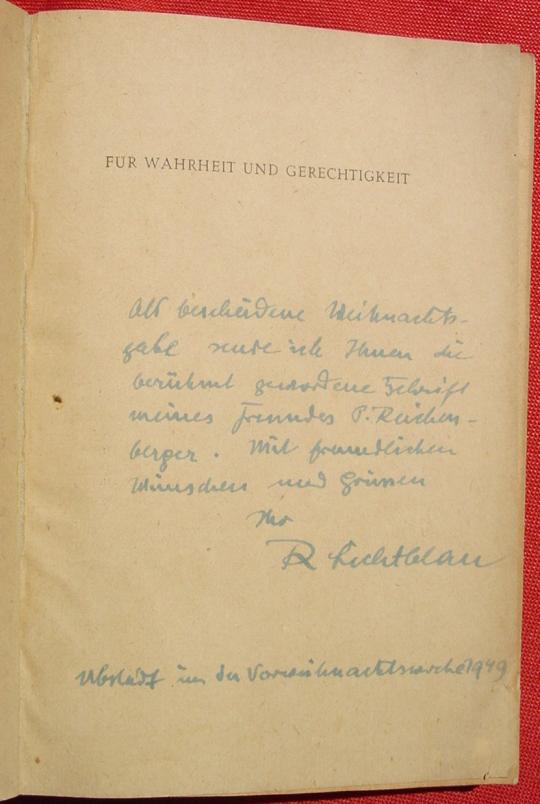 FÜR WAHRHEIT UND GERECHTIGKEIT
Als bescheidene Weihnachts-
gabe sende ich Ihnen die
berühmt gewordene Schrift
meines Freundes P. Reichen-
berger. Mit freundlichen
Wünschen und Grüssen
Ihr
R Lichtblau
Ubstadt in der Vorweihnachtswoche 1949